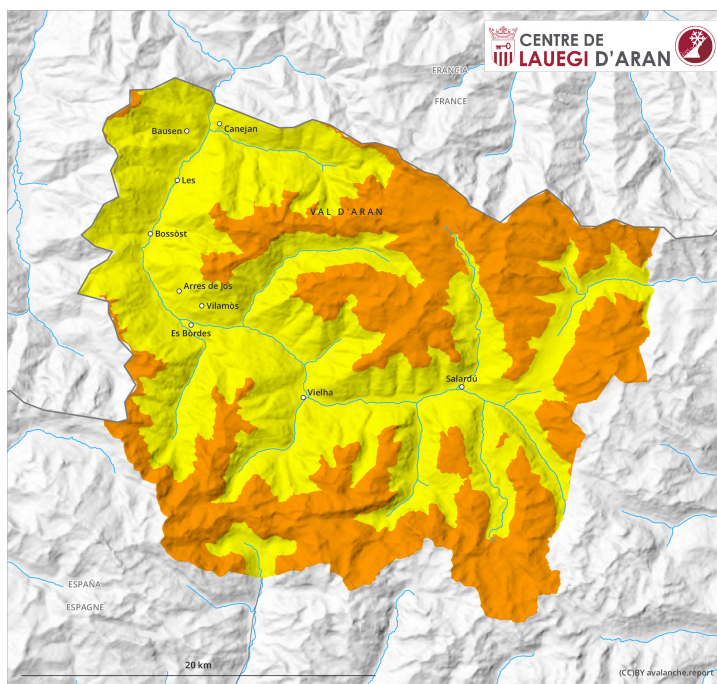 CENTRE DE
LAUEGI D'ARAN
FRANCIA
FRANCE
Bausen
Canejan
Les
VAL D'ARAN
Bossòst
Arres de Jos
Vilamòs
Es Bòrdes
Salardú
Vielha
ESPAÑA
ESPAGNE
20 km
(CC)BY avalanche.report